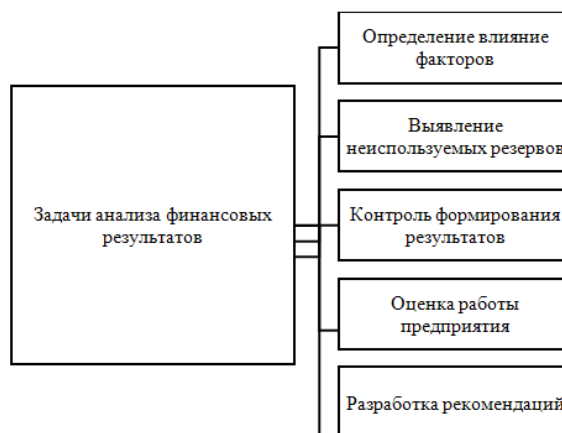 Задачи анализа финансовых
результатов
Определение влияние
факторов
Выявление
неиспользуемых резервов
Контроль формирования
результатов
Оценка работы
предприятия
Разработка рекомендаций